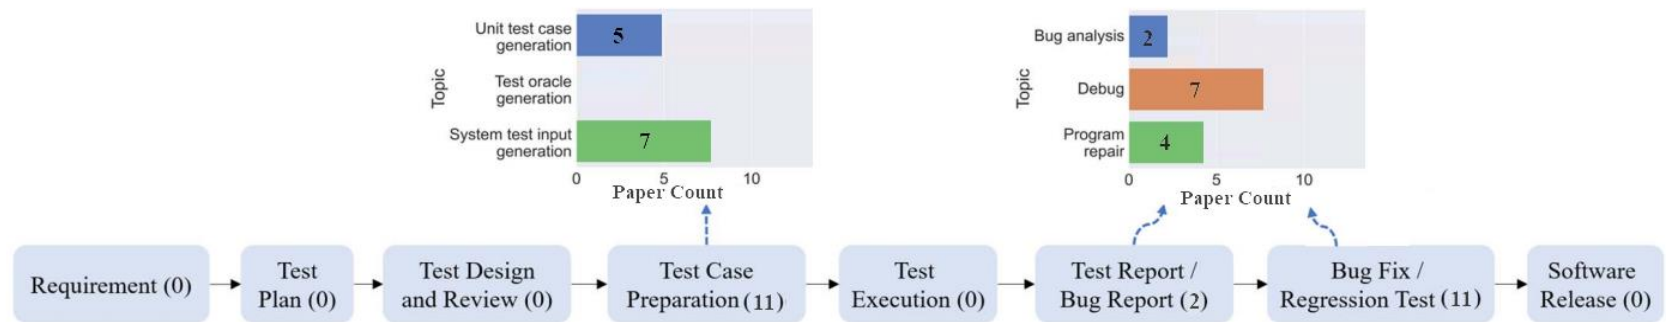 Unit test case
generation
5
Test oracle
generation
System test input
generation
7
Topic
0 5 10
Paper Count
Bug analysis
2
Debug
7
Program
repair
4
Topic
0 5 10
Paper Count
Requirement (0)
Test
Plan (0)
Test Design
and Review (0)
Test Case
Preparation (11)
Test
Execution (0)
Test Report /
Bug Report (2)
Bug Fix /
Regression Test (11)
Software
Release (0)